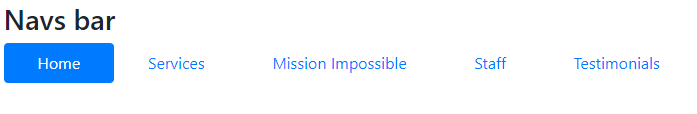 Navs bar
Home Services Mission Impossible Staff Testimonials